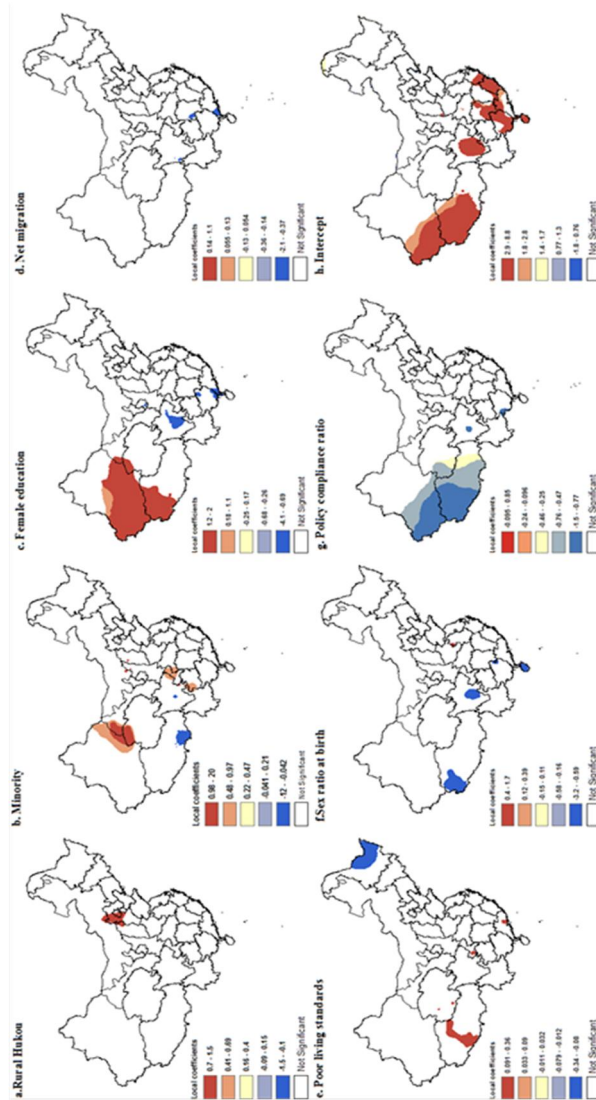 a.Rural Hukou
Local coefficients
0.7 - 1.5
0.41 - 0.69
0.16 - 0.4
-0.09 - 0.15
-1.5 - -0.1
Not Significant
b. Minority
Local coefficients
0.98 - 20
0.48 - 0.97
0.22 - 0.47
-0.041 - 0.21
-12 - -0.042
Not Significant
c. Female education
Local coefficients
1.2 - 2
0.18 - 1.1
-0.25 - 0.17
-0.68 - -0.26
-4.1 - -0.69
Not Significant
d. Net migration
Local coefficients
0.14 - 1.1
0.055 - 0.13
-0.13 - 0.054
-0.36 - -0.14
-2.1 - -0.37
Not Significant
e. Poor living standards
Local coefficients
0.091 - 0.36
0.033 - 0.09
-0.011 - 0.032
-0.079 - -0.012
-0.34 - -0.08
Not Significant
f.Sex ratio at birth
Local coefficients
0.4 - 1.7
0.12 - 0.39
-0.15 - 0.11
-0.58 - -0.16
-3.2 - -0.59
Not Significant
g. Policy compliance ratio
Local coefficients
-0.095 - 0.85
-0.24 - -0.096
-0.46 - -0.25
-0.76 - -0.47
-1.5 - -0.77
Not Significant
h. Intercept
Local coefficients
2.9 - 8.8
1.8 - 2.8
1.4 - 1.7
0.77 - 1.3
-1.8 - 0.76
Not Significant